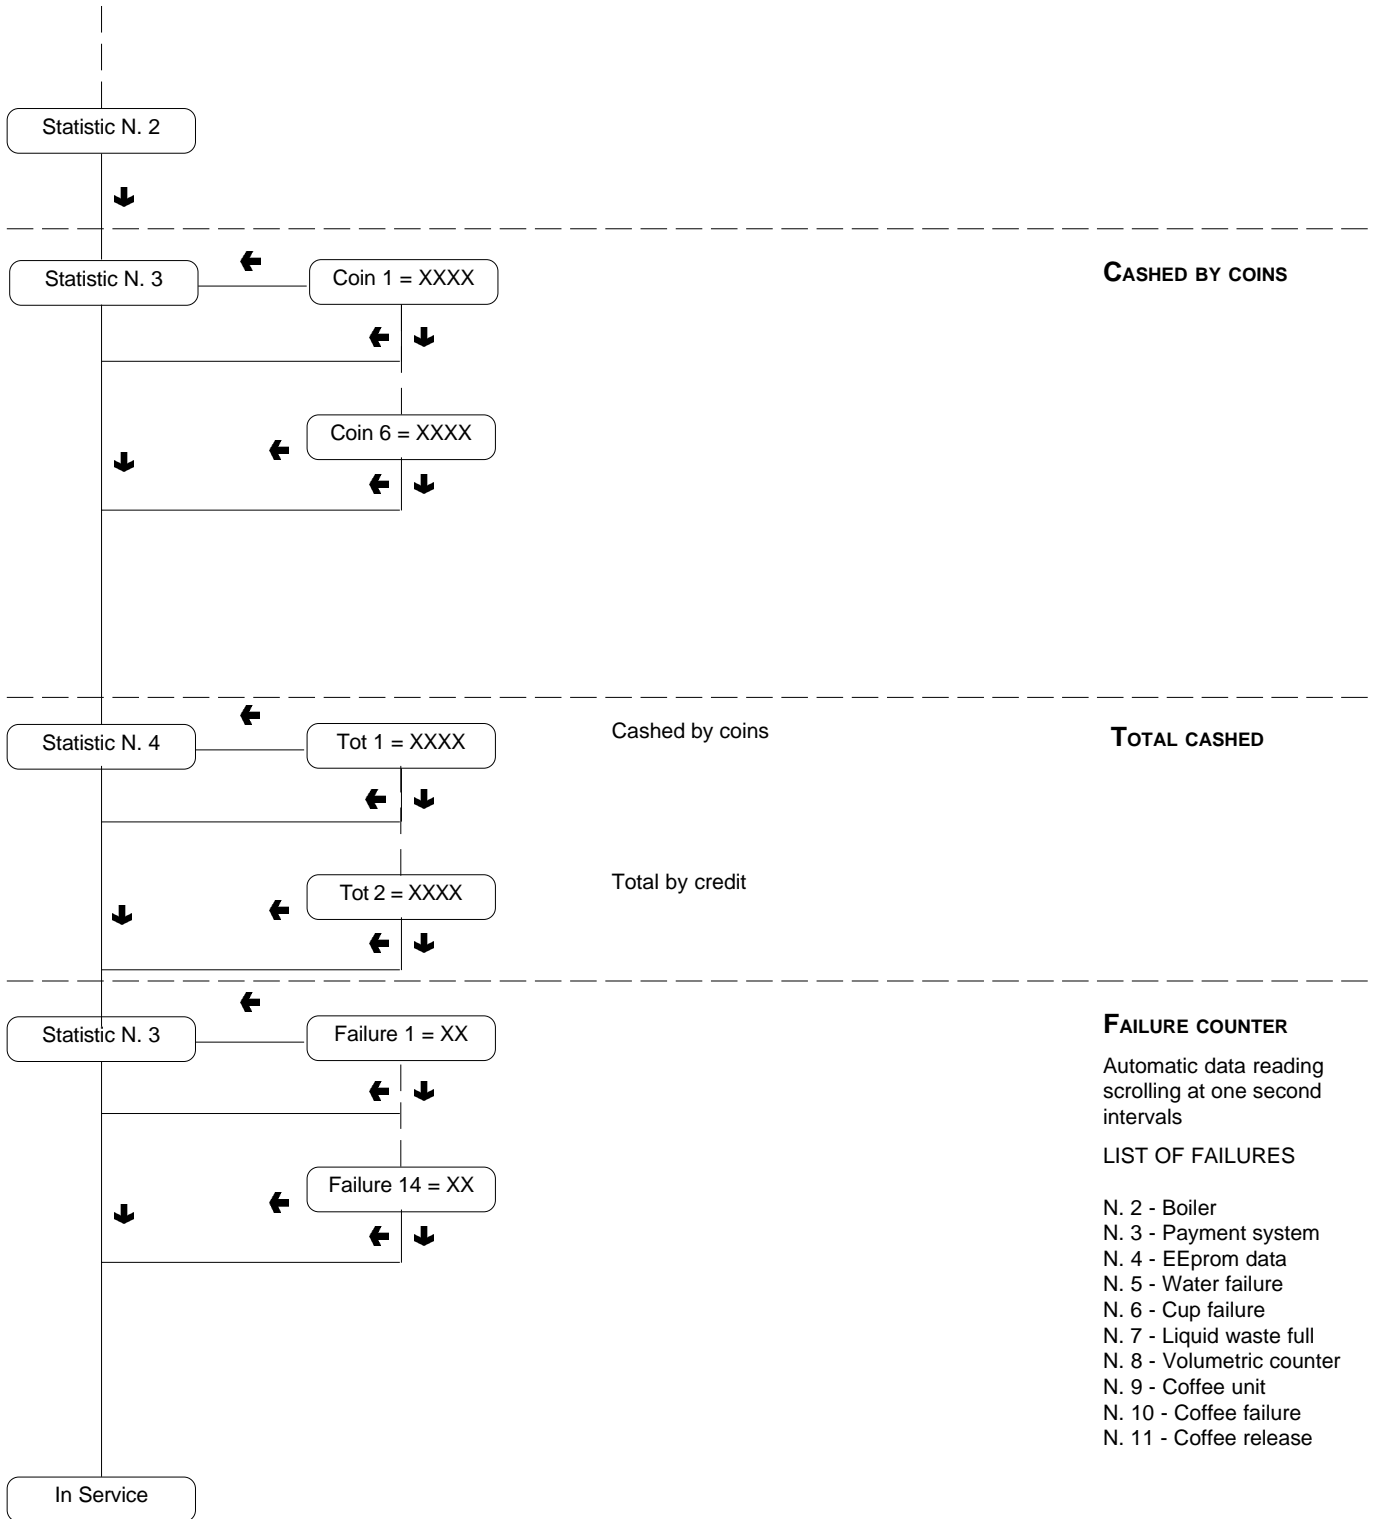 Statistic N. 2
Statistic N. 3
Coin 1 = XXXX
CASHED BY COINS
Coin 6 = XXXX
Statistic N. 4
Tot 1 = XXXX
Cashed by coins
TOTAL CASHED
Tot 2 = XXXX
Total by credit
Statistic N. 3
Failure 1 = XX
FAILURE COUNTER
Automatic data reading
scrolling at one second
intervals
LIST OF FAILURES
Failure 14 = XX
N. 2 - Boiler
N. 3 - Payment system
N. 4 - EEprom data
N. 5 - Water failure
N. 6 - Cup failure
N. 7 - Liquid waste full
N. 8 - Volumetric counter
N. 9 - Coffee unit
N. 10 - Coffee failure
N. 11 - Coffee release
In Service